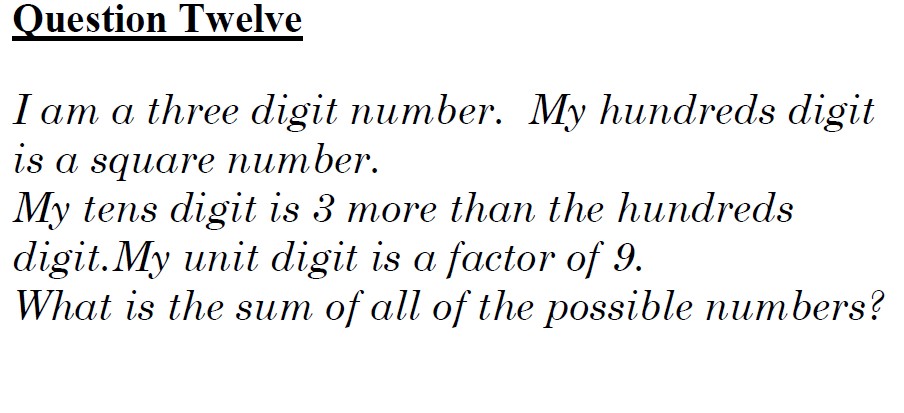 Question Twelve
I am a three digit number. My hundreds digit
is a square number.
My tens digit is 3 more than the hundreds
digit.My unit digit is a factor of 9.
What is the sum of all of the possible numbers?